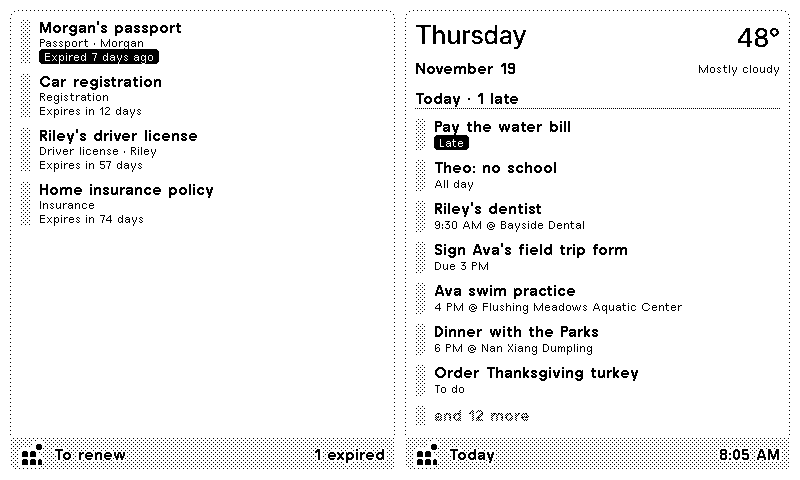 Morgan's passport
Passport · Morgan
Expired 7 days ago
Car registration
Registration
Expires in 12 days
Riley's driver license
Driver license · Riley
Expires in 57 days
Home insurance policy
Insurance
Expires in 74 days
To renew
1 expired
Thursday
48°
November 19
Mostly cloudy
Today · 1 late
Pay the water bill
Late
Theo: no school
All day
Riley's dentist
9:30 AM @ Bayside Dental
Sign Ava's field trip form
Due 3 PM
Ava swim practice
4 PM @ Flushing Meadows Aquatic Center
Dinner with the Parks
6 PM @ Nan Xiang Dumpling
Order Thanksgiving turkey
To do
and 12 more
Today
8:05 AM